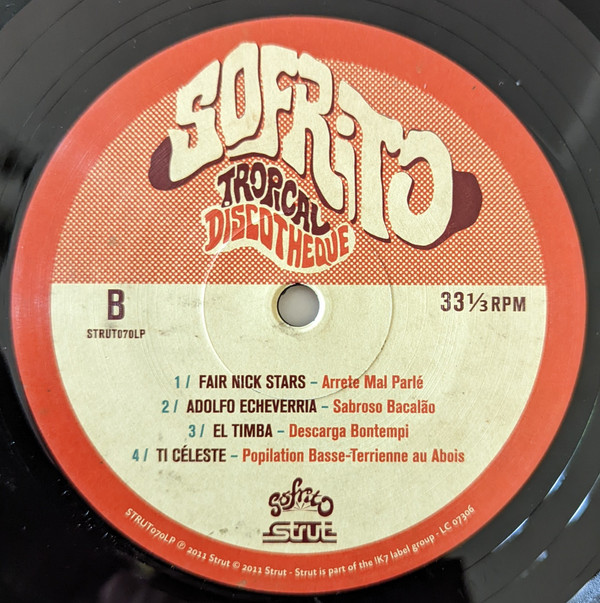 SOFRITO
TROPICAL
DISCOTHEQUE
B
STRUT070LP
33 1/3 RPM
1 / FAIR NICK STARS – Arrete Mal Parlé
2 / ADOLFO ECHEVERRIA – Sabroso Bacalão
3 / EL TIMBA – Descarga Bontempi
4 / TI CÉLESTE – Popilation Basse-Terrienne au Abois
Sofrito
Strut
STRUT070LP ℗ 2011 Strut © 2011 Strut - Strut is part of the !K7 label group - LC 07306